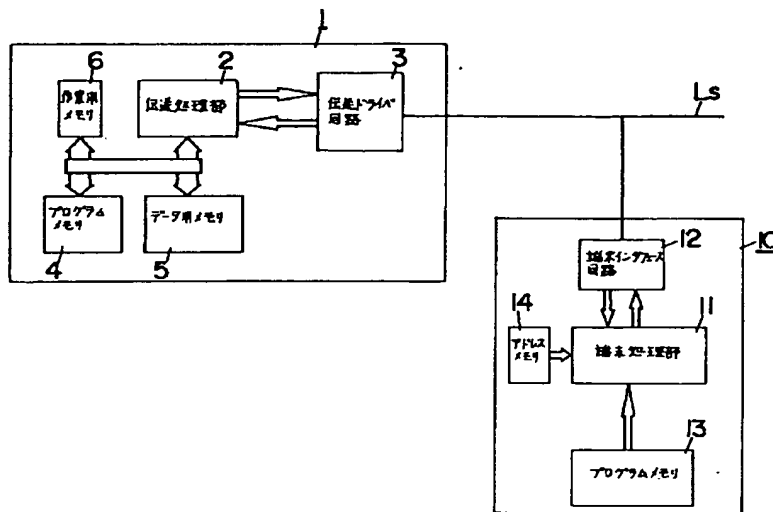 1
6
2
3
作業用
メモリ
伝送処理部
伝送ドライバ
回路
Ls
プログラム
メモリ
データ用メモリ
4
5
10
12
端末インタフェース
回路
14
11
アドレス
メモリ
端末処理部
13
プログラムメモリ